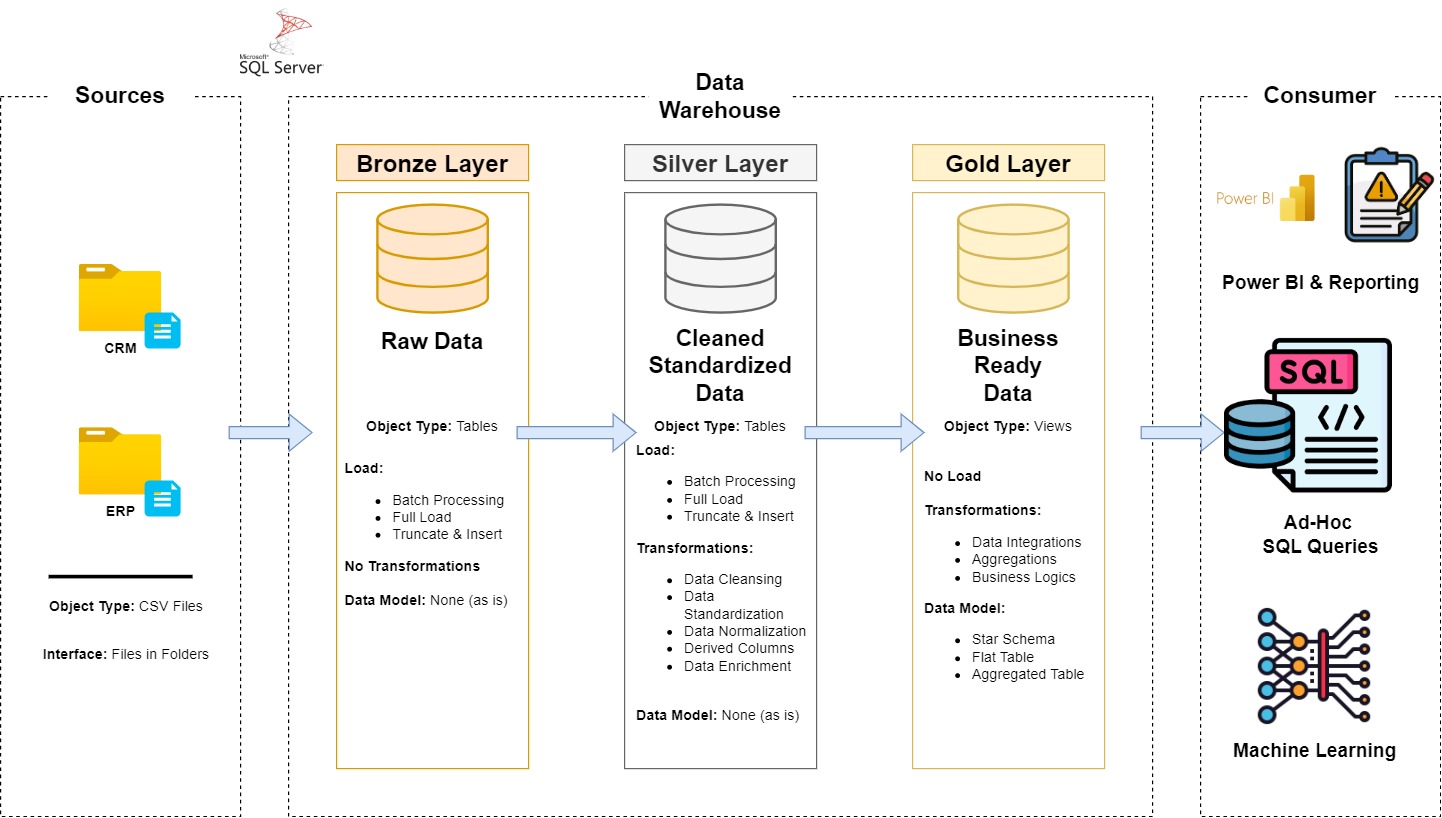 Microsoft
SQL Server
Sources
CRM
ERP
Object Type: CSV Files
Interface: Files in Folders
Data
Warehouse
Bronze Layer
Raw Data
Object Type: Tables
Load:
Batch Processing
Full Load
Truncate & Insert
No Transformations
Data Model: None (as is)
Silver Layer
Cleaned
Standardized
Data
Object Type: Tables
Load:
Batch Processing
Full Load
Truncate & Insert
Transformations:
Data Cleansing
Data
Standardization
Data Normalization
Derived Columns
Data Enrichment
Data Model: None (as is)
Gold Layer
Business
Ready
Data
Object Type: Views
No Load
Transformations:
Data Integrations
Aggregations
Business Logics
Data Model:
Star Schema
Flat Table
Aggregated Table
Consumer
Power BI
Power BI & Reporting
SQL
</>
Ad-Hoc
SQL Queries
Machine Learning